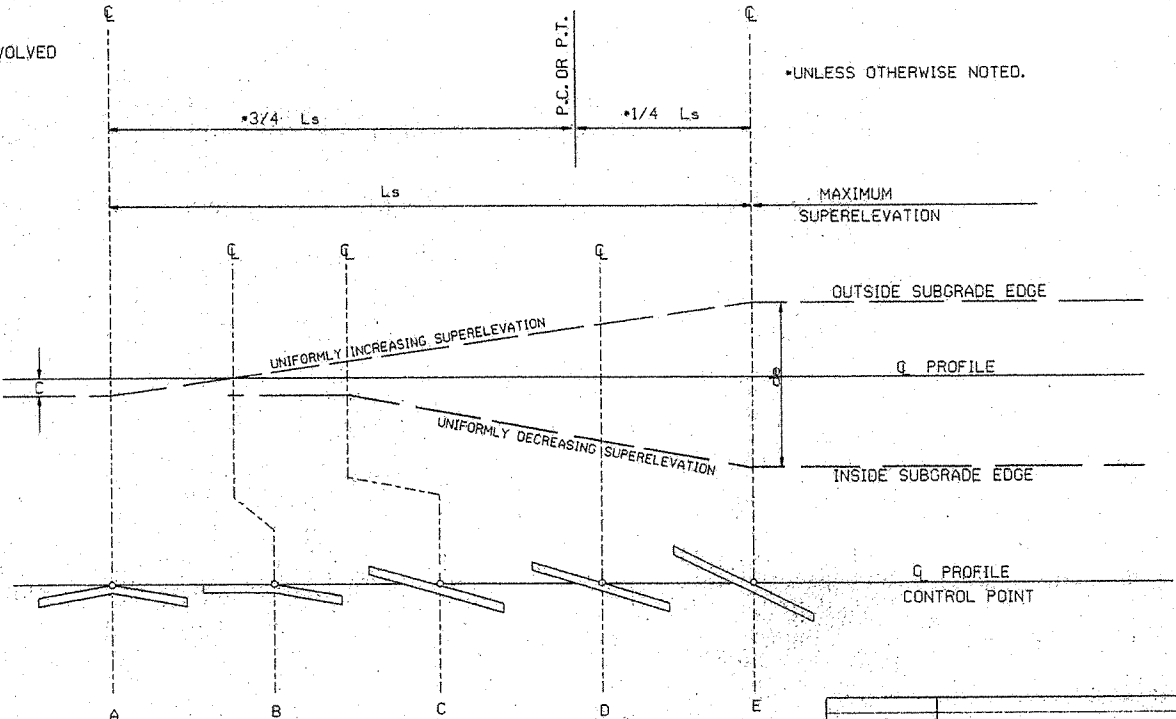 ℄
℄
VOLVED
P.C. OR P.T.
*UNLESS OTHERWISE NOTED.
*3/4 Ls
*1/4 Ls
Ls
MAXIMUM
SUPERELEVATION
℄
℄
℄
OUTSIDE SUBGRADE EDGE
UNIFORMLY INCREASING SUPERELEVATION
C
℄ PROFILE
UNIFORMLY DECREASING SUPERELEVATION
INSIDE SUBGRADE EDGE
℄ PROFILE
CONTROL POINT
A
B
C
D
E